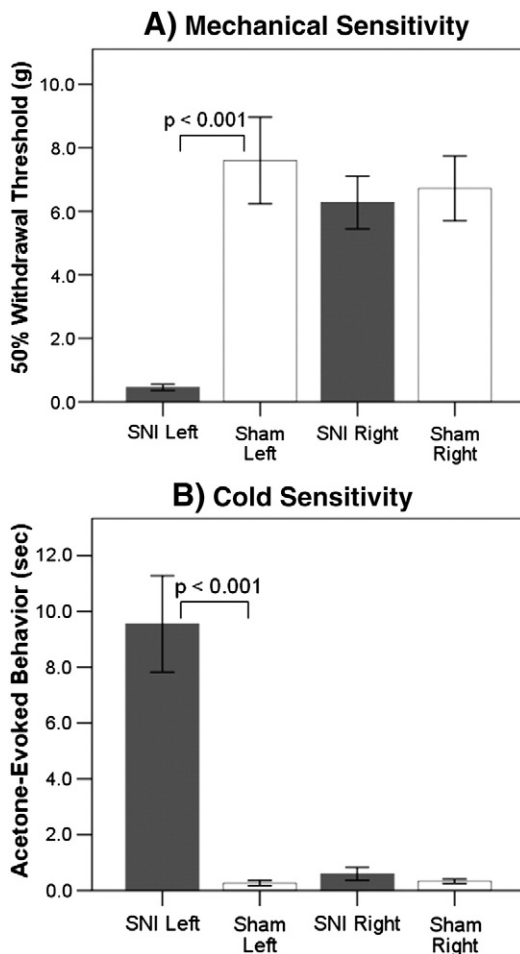 A) Mechanical Sensitivity
50% Withdrawal Threshold (g)
10.0
8.0
6.0
4.0
2.0
0.0
p < 0.001
SNI Left
Sham
Left
SNI Right
Sham
Right
B) Cold Sensitivity
Acetone-Evoked Behavior (sec)
12.0
10.0
8.0
6.0
4.0
2.0
0.0
p < 0.001
SNI Left
Sham
Left
SNI Right
Sham
Right